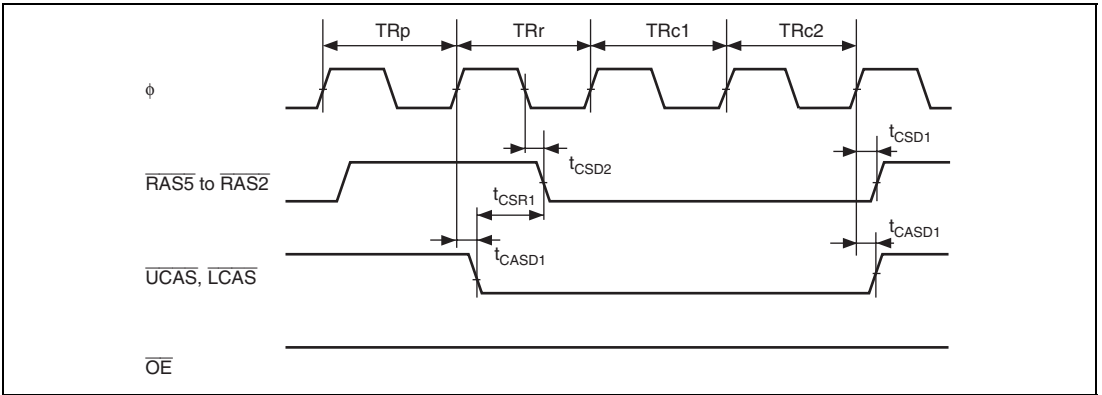 TRp TRr TRc1 TRc2
φ
tCSD2 tCSD1
RAS5 to RAS2
tCSR1
tCASD1 tCASD1
UCAS, LCAS
OE